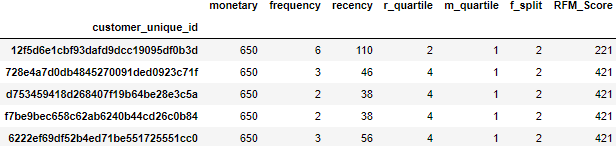 monetary frequency recency r_quartile m_quartile f_split RFM_Score
customer_unique_id
12f5d6e1cbf93dafd9dcc19095df0b3d 650 6 110 2 1 2 221
728e4a7d0db4845270091ded0923c71f 650 3 46 4 1 2 421
d753459418d268407f19b64be28e3c5a 650 2 38 4 1 2 421
f7be9bec658c62ab6240b44cd26c0b84 650 2 38 4 1 2 421
6222ef69df52b4ed71be551725551cc0 650 3 56 4 1 2 421